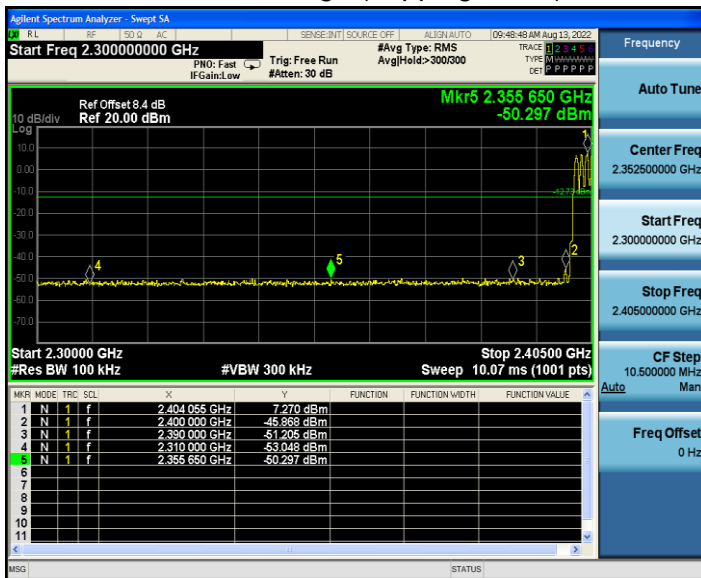 Agilent Spectrum Analyzer - Swept SA
LXI RL RF 50 Ω AC SENSE:INT SOURCE OFF ALIGN AUTO 09:48:48 AM Aug 13, 2022
Start Freq 2.300000000 GHz
#Avg Type: RMS
TRACE 1 2 3 4 5 6
PNO: Fast Trig: Free Run Avg|Hold:>300/300 TYPE M
IFGain:Low #Atten: 30 dB DET P P P P P P
Mkr5 2.355 650 GHz
Ref Offset 8.4 dB
10 dB/div Ref 20.00 dBm -50.297 dBm
Log
1
10.0
0.00
-10.0
-20.0
-30.0
-40.0
-50.0
-60.0
-70.0
4
5
3
2
Start 2.30000 GHz Stop 2.40500 GHz
#Res BW 100 kHz #VBW 300 kHz Sweep 10.07 ms (1001 pts)
MKR MODE TRC SCL X Y FUNCTION FUNCTION WIDTH FUNCTION VALUE
1 N 1 f 2.404 055 GHz 7.270 dBm
2 N 1 f 2.400 000 GHz -45.868 dBm
3 N 1 f 2.390 000 GHz -51.205 dBm
4 N 1 f 2.310 000 GHz -53.048 dBm
5 N 1 f 2.355 650 GHz -50.297 dBm
6
7
8
9
10
11
MSG STATUS
Frequency
Auto Tune
Center Freq
2.352500000 GHz
Start Freq
2.300000000 GHz
Stop Freq
2.405000000 GHz
CF Step
10.500000 MHz
Auto Man
Freq Offset
0 Hz